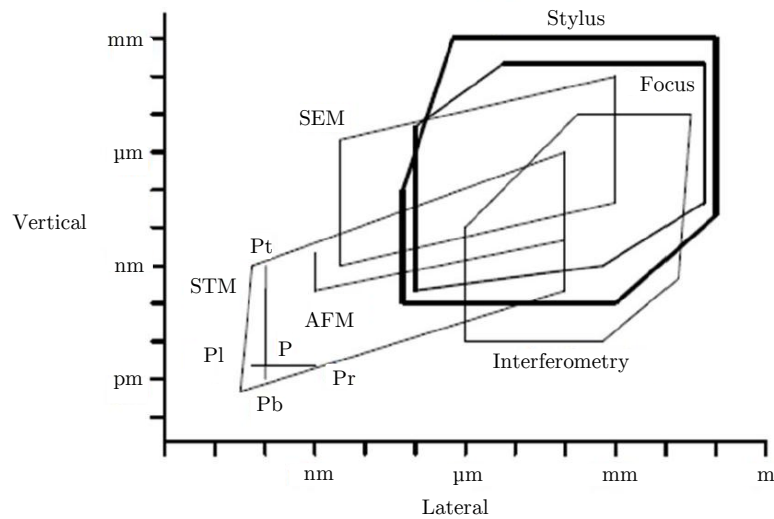 Stylus
mm
Focus
SEM
µm
Vertical
Pt
nm
STM
AFM
P
Pl
Interferometry
Pr
pm
Pb
nm
µm
mm
m
Lateral